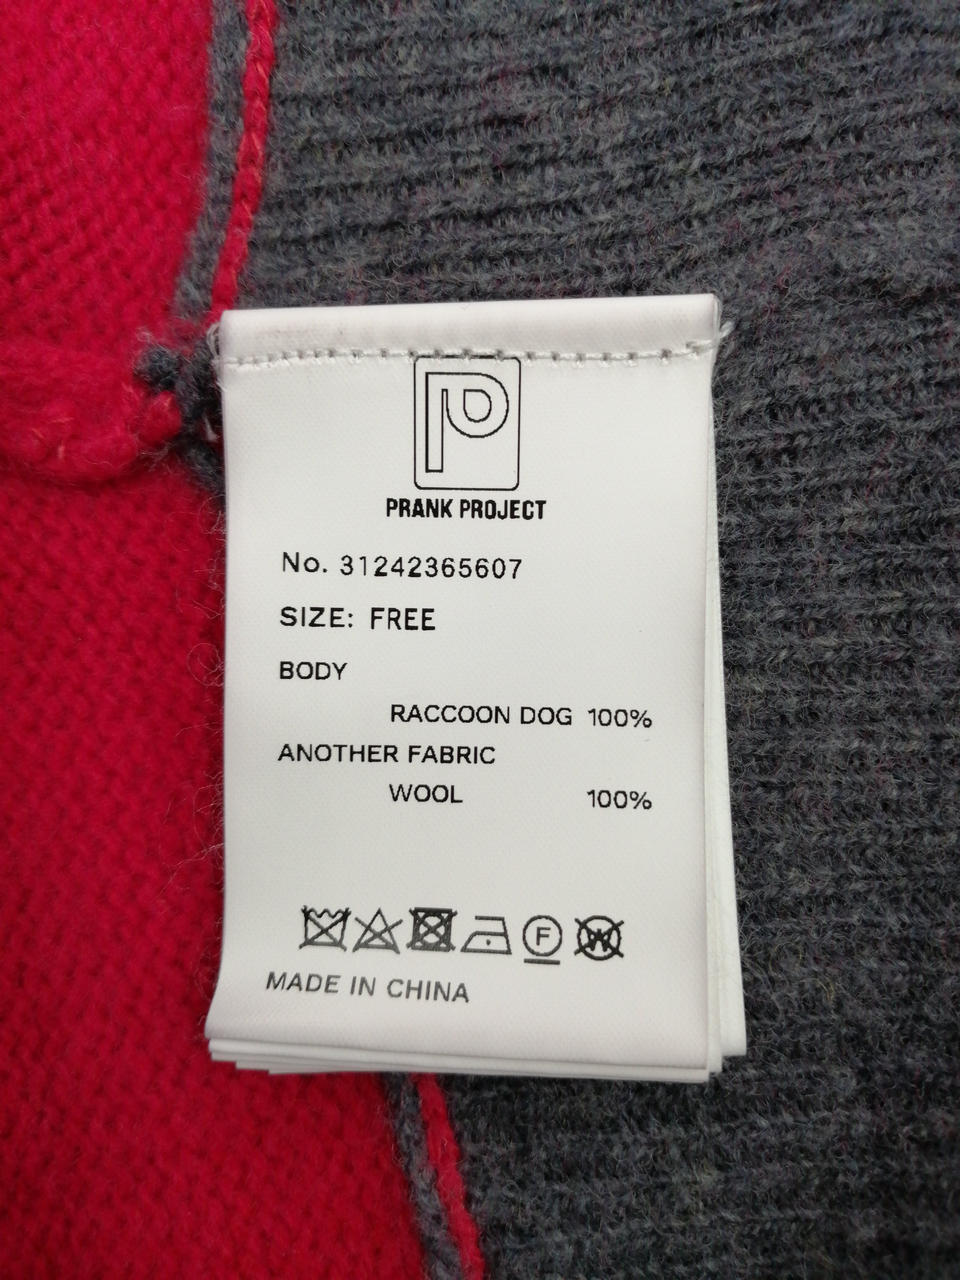 PRANK PROJECT
No. 31242365607
SIZE: FREE
BODY
RACCOON DOG 100%
ANOTHER FABRIC
WOOL 100%
F W
MADE IN CHINA